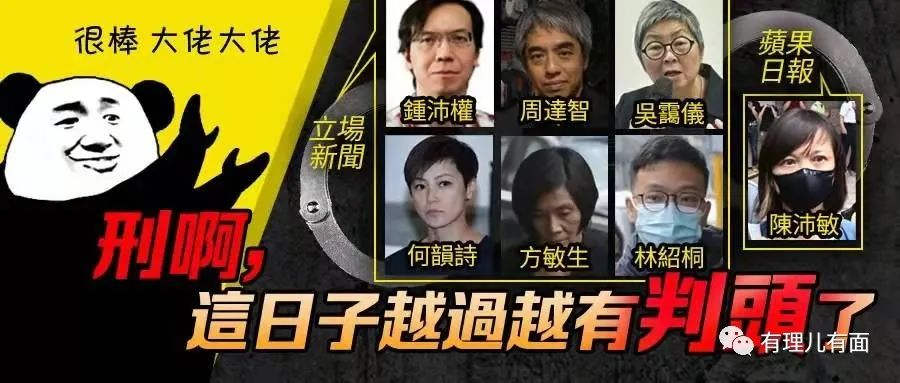 很棒 大佬大佬
立場
新聞
鍾沛權
周達智
吳靄儀
何韻詩
方敏生
林紹桐
蘋果
日報
陳沛敏
刑啊,
這日子越過越有判頭了
有理儿有面